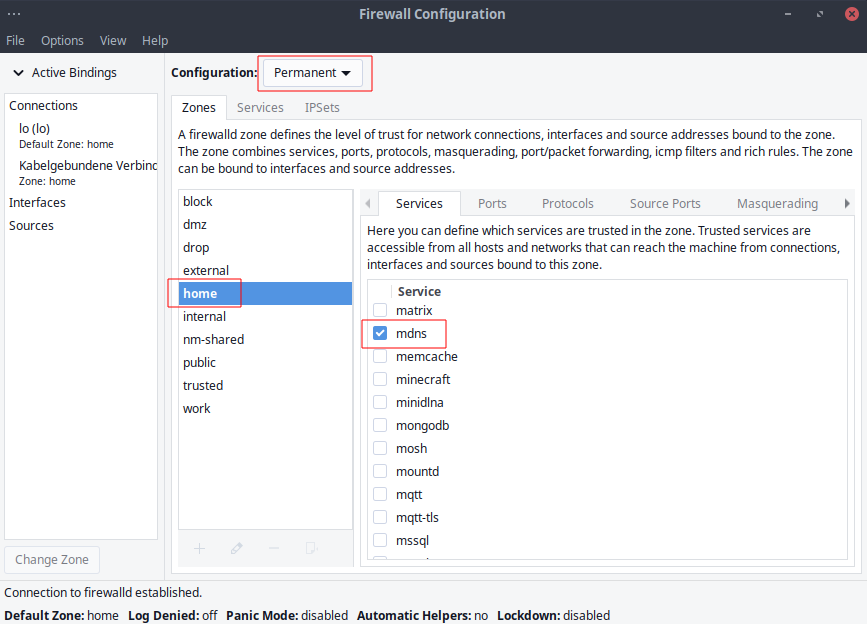 Firewall Configuration
File Options View Help
Active Bindings
Connections
lo (lo)
Default Zone: home
Kabelgebundene Verbind
Zone: home
Interfaces
Sources
Change Zone
Configuration: Permanent
Zones Services IPSets
A firewalld zone defines the level of trust for network connections, interfaces and source addresses bound to the zone.
The zone combines services, ports, protocols, masquerading, port/packet forwarding, icmp filters and rich rules. The zone
can be bound to interfaces and source addresses.
block
dmz
drop
external
home
internal
nm-shared
public
trusted
work
Services Ports Protocols Source Ports Masquerading
Here you can define which services are trusted in the zone. Trusted services are
accessible from all hosts and networks that can reach the machine from connections,
interfaces and sources bound to this zone.
Service
matrix
mdns
memcache
minecraft
minidlna
mongodb
mosh
mountd
mqtt
mqtt-tls
mssql
Connection to firewalld established.
Default Zone: home Log Denied: off Panic Mode: disabled Automatic Helpers: no Lockdown: disabled